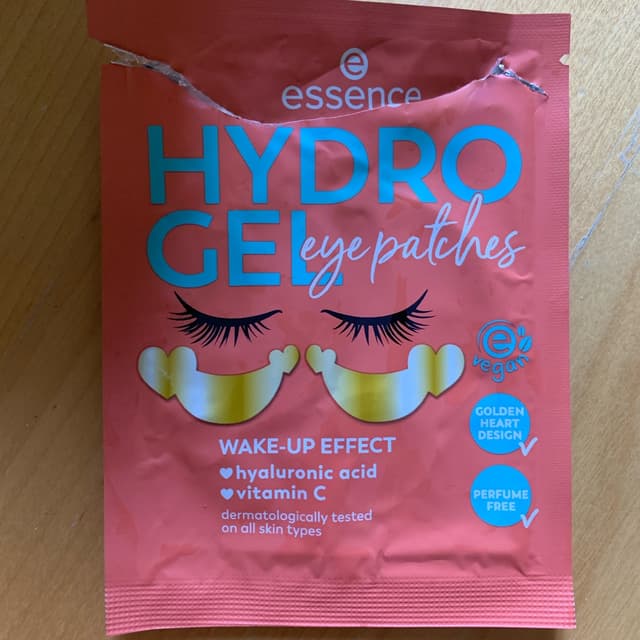 e
essence
HYDRO
GEL
eye patches
e
vegan
GOLDEN
HEART
DESIGN
WAKE-UP EFFECT
hyaluronic acid
vitamin C
PERFUME
FREE
dermatologically tested
on all skin types